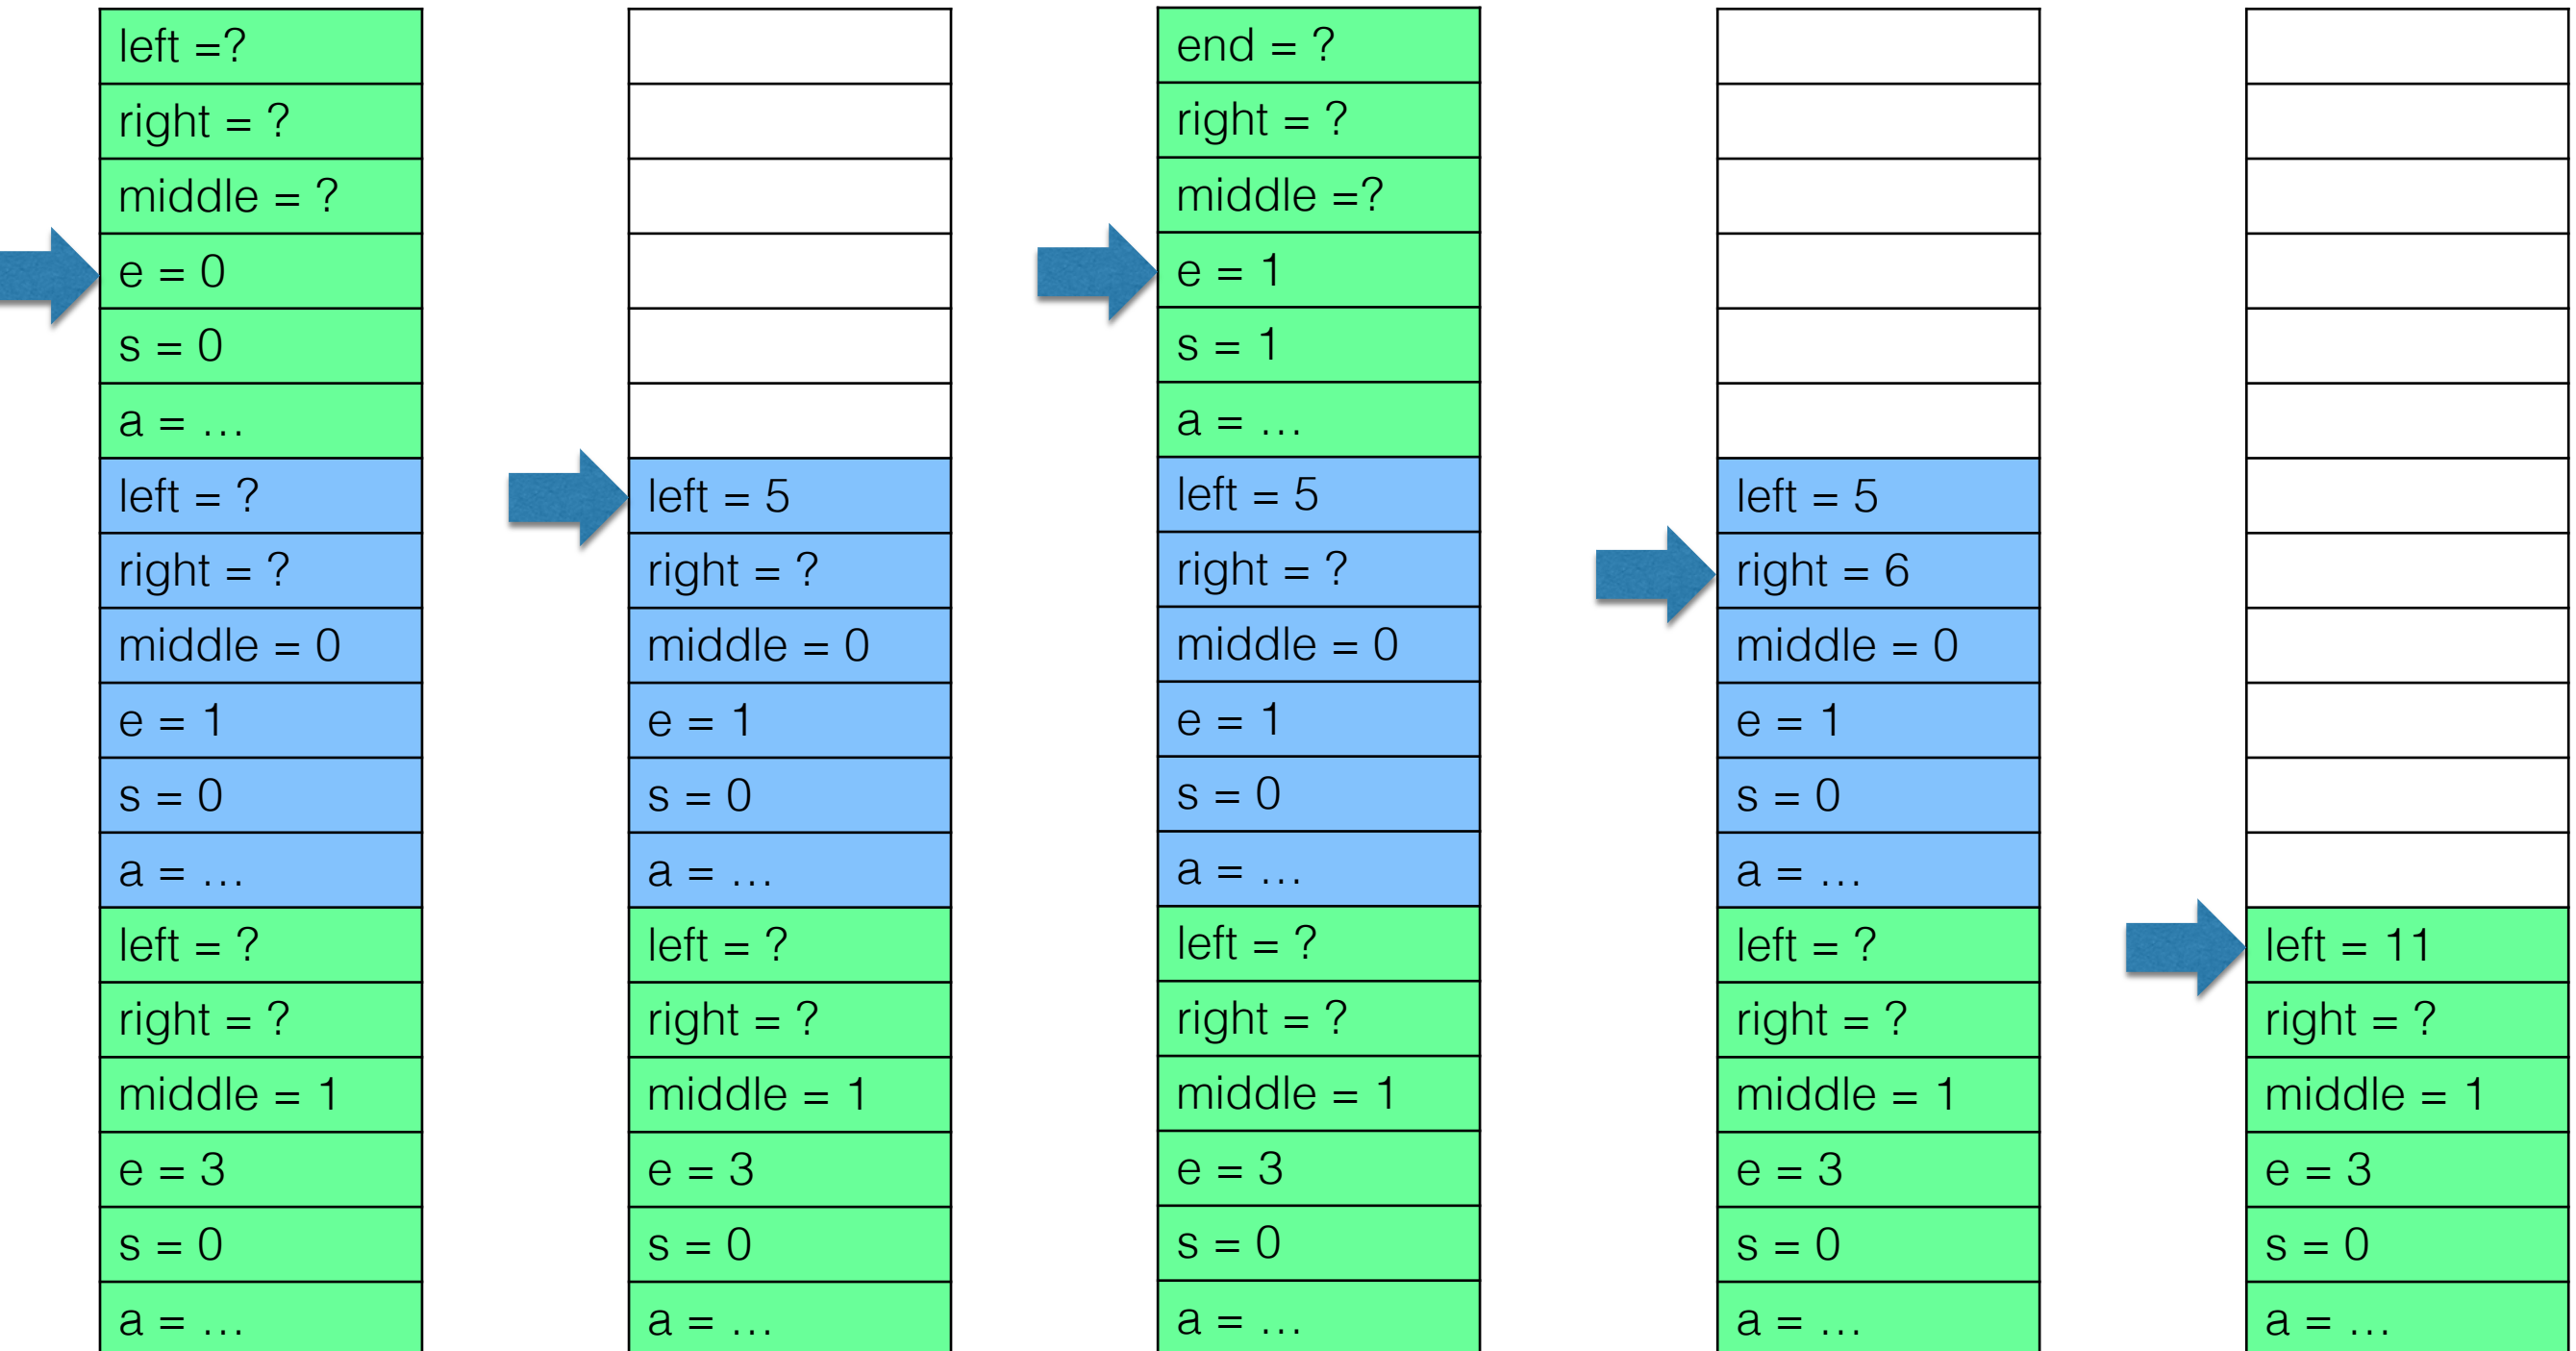 left =?
right = ?
middle = ?
e = 0
s = 0
a = …
left = ?
right = ?
middle = 0
e = 1
s = 0
a = …
left = ?
right = ?
middle = 1
e = 3
s = 0
a = …
left = 5
right = ?
middle = 0
e = 1
s = 0
a = …
left = ?
right = ?
middle = 1
e = 3
s = 0
a = …
end = ?
right = ?
middle =?
e = 1
s = 1
a = …
left = 5
right = ?
middle = 0
e = 1
s = 0
a = …
left = ?
right = ?
middle = 1
e = 3
s = 0
a = …
left = 5
right = 6
middle = 0
e = 1
s = 0
a = …
left = ?
right = ?
middle = 1
e = 3
s = 0
a = …
left = 11
right = ?
middle = 1
e = 3
s = 0
a = …